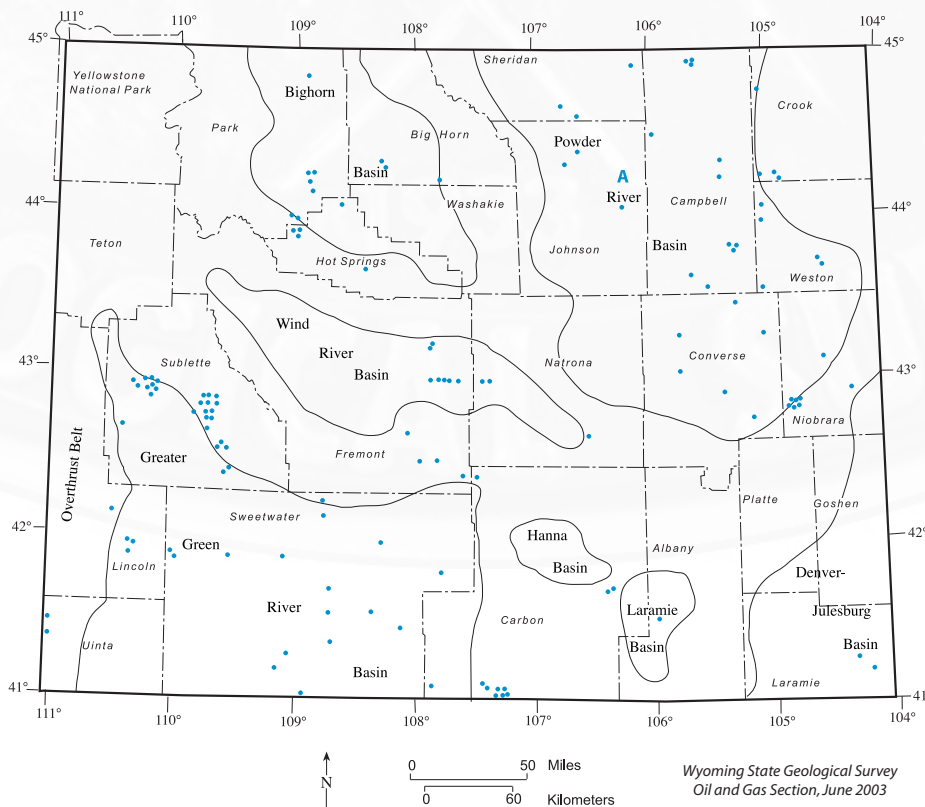 111°
110°
109°
108°
107°
106°
105°
104°
45°
45°
Sheridan
Yellowstone
National Park
Bighorn
Crook
Park
Big Horn
Powder
Basin
A
44°
River
Campbell
44°
Washakie
Teton
Johnson
Basin
Hot Springs
Weston
Wind
43°
Sublette
River
Natrona
Converse
43°
Basin
Niobrara
Overthrust Belt
Greater
Fremont
Platte
Goshen
42°
Sweetwater
42°
Green
Hanna
Albany
Basin
Lincoln
Denver-
River
Laramie
Julesburg
Carbon
Uinta
Basin
Basin
Basin
Laramie
41°
41°
111°
110°
109°
108°
107°
106°
105°
104°
N
0 50 Miles
0 60 Kilometers
Wyoming State Geological Survey
Oil and Gas Section, June 2003